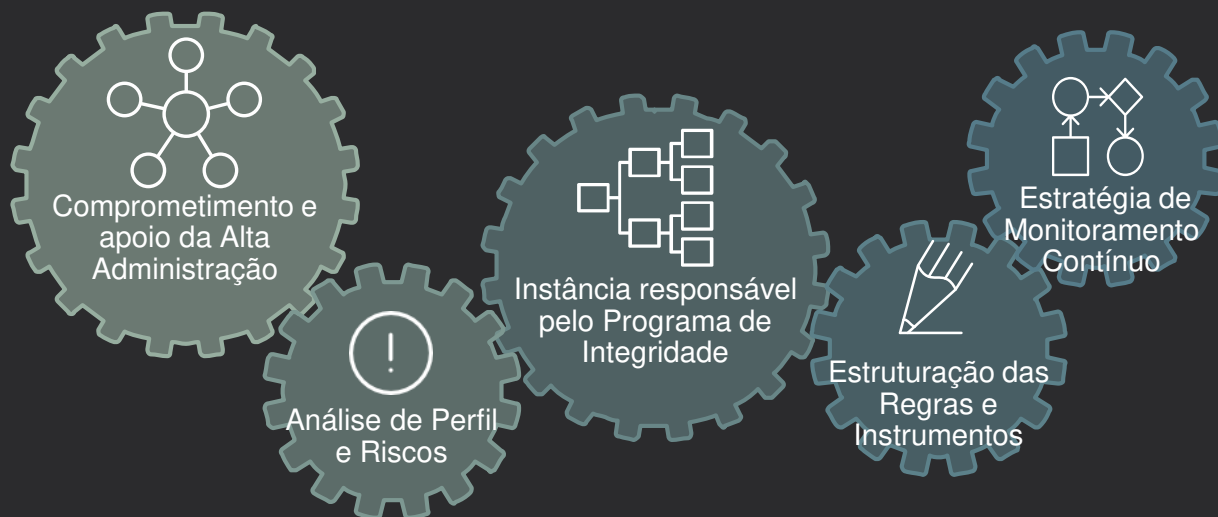 Comprometimento e
apoio da Alta
Administração
Análise de Perfil
e Riscos
Instância responsável
pelo Programa de
Integridade
Estruturação das
Regras e
Instrumentos
Estratégia de
Monitoramento
Contínuo